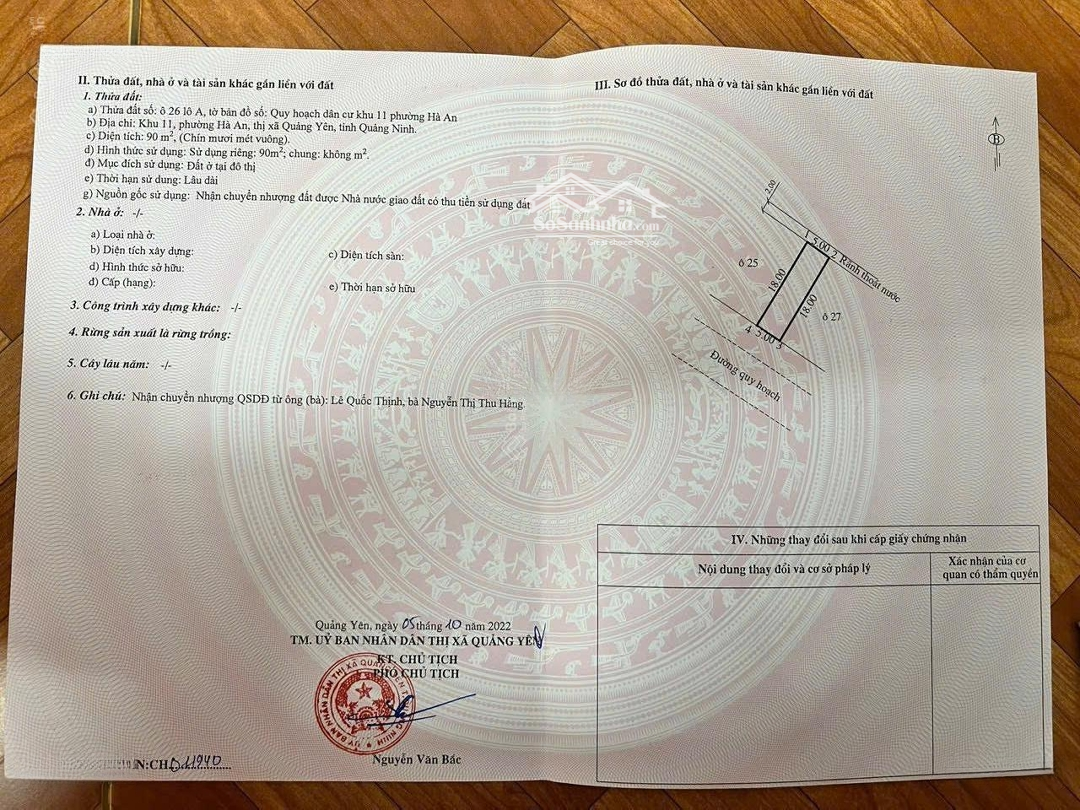 II. Thửa đất, nhà ở và tài sản khác gắn liền với đất
1. Thửa đất:
a) Thửa đất số: ô 26 lô A, tờ bản đồ số: Quy hoạch dân cư khu 11 phường Hà An
b) Địa chỉ: Khu 11, phường Hà An, thị xã Quảng Yên, tỉnh Quảng Ninh.
c) Diện tích: 90 m², (Chín mươi mét vuông).
d) Hình thức sử dụng: Sử dụng riêng: 90m²; chung: không m².
đ) Mục đích sử dụng: Đất ở tại đô thị
e) Thời hạn sử dụng: Lâu dài
g) Nguồn gốc sử dụng: Nhận chuyển nhượng đất được Nhà nước giao đất có thu tiền sử dụng đất
2. Nhà ở: -/-
a) Loại nhà ở:
b) Diện tích xây dựng:
c) Diện tích sàn:
d) Hình thức sở hữu:
đ) Cấp (hạng):
e) Thời hạn sở hữu
3. Công trình xây dựng khác: -/-
4. Rừng sản xuất là rừng trồng:
5. Cây lâu năm: -/-
6. Ghi chú: Nhận chuyển nhượng QSDĐ từ ông (bà): Lê Quốc Thịnh, bà Nguyễn Thị Thu Hằng.
Quảng Yên, ngày 05 tháng 10 năm 2022
TM. UỶ BAN NHÂN DÂN THỊ XÃ QUẢNG YÊN
KT. CHỦ TỊCH
PHÓ CHỦ TỊCH
Nguyễn Văn Bắc
N:CH 11940
III. Sơ đồ thửa đất, nhà ở và tài sản khác gắn liền với đất
B
2,00
1 5.00 2
Rãnh thoát nước
ô 25
18.00
18.00
ô 27
4 5.00 3
Đường quy hoạch
sosanhnha.com
IV. Những thay đổi sau khi cấp giấy chứng nhận
Nội dung thay đổi và cơ sở pháp lý
Xác nhận của cơ
quan có thẩm quyền